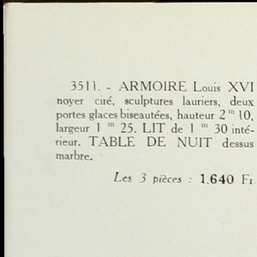 3511. - ARMOIRE Louis XVI
noyer ciré, sculptures lauriers, deux
portes glaces biseautées, hauteur 2 m 10,
largeur 1 m 25. LIT de 1 m 30 inté-
rieur. TABLE DE NUIT dessus
marbre.
Les 3 pièces : 1.640 Fr